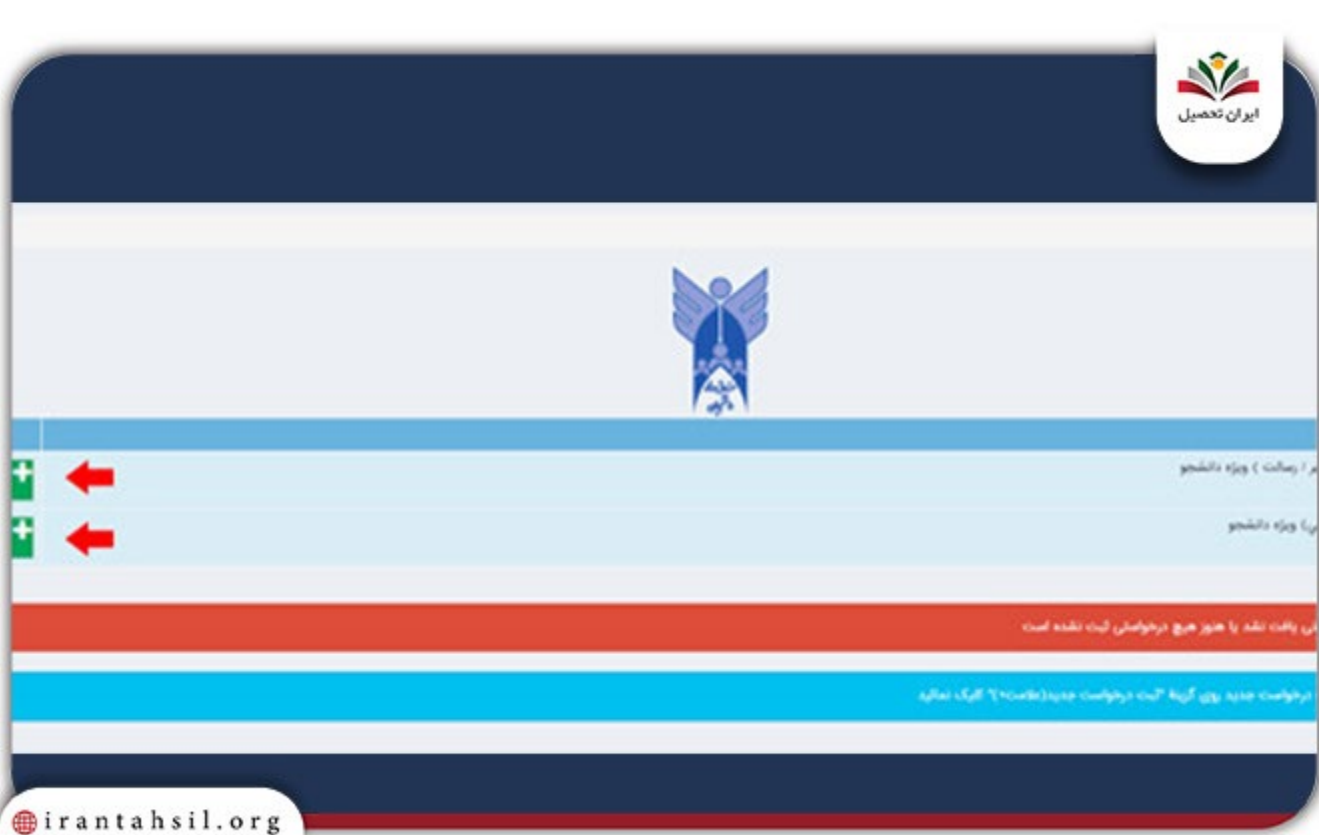 ایران تحصیل
رسالت ) ویژه دانشجو
ویژه دانشجو
یافت نشد یا هنوز هیچ درخواستی ثبت نشده است
درخواست جدید روی گزینهٔ "ثبت درخواست جدید(علامت+)" کلیک نمائید
irantahsil.org